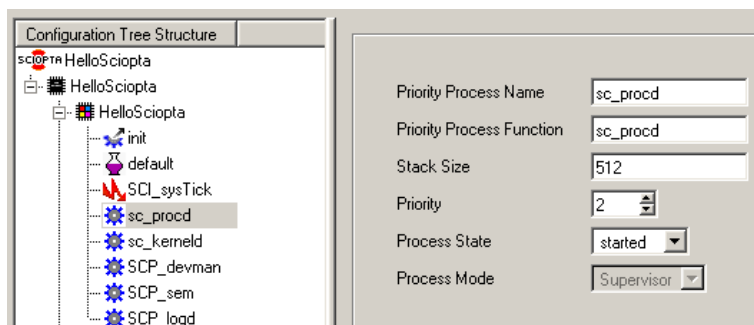 Configuration Tree Structure
SCIOPTA HelloSciopta
HelloSciopta
HelloSciopta
init
default
SCI_sysTick
sc_procd
sc_kerneld
SCP_devman
SCP_sem
SCP_logd
Priority Process Name sc_procd
Priority Process Function sc_procd
Stack Size 512
Priority 2
Process State started
Process Mode Supervisor